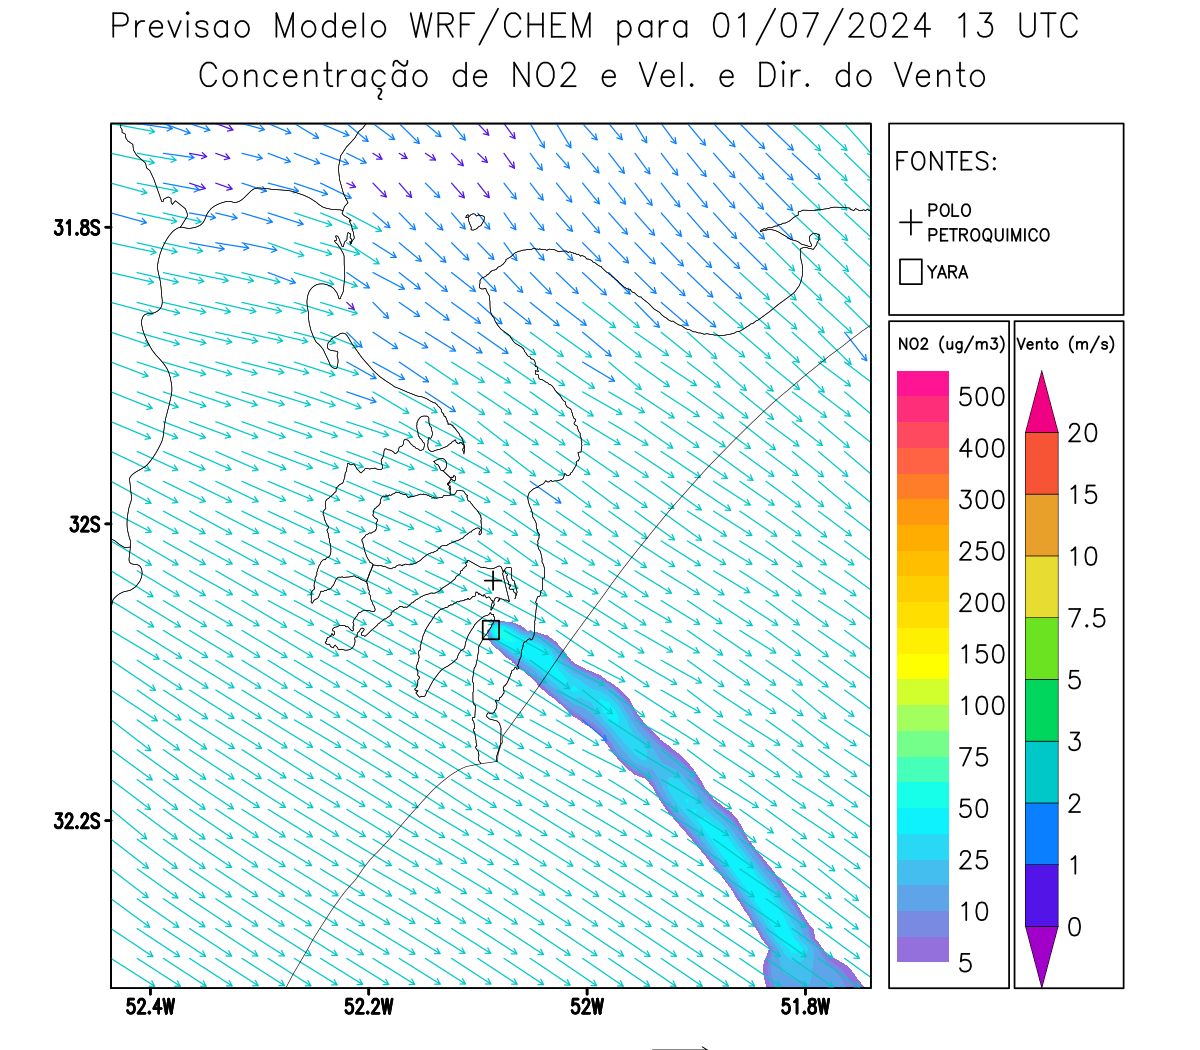 Previsao Modelo WRF/CHEM para 01/07/2024 13 UTC
Concentração de NO2 e Vel. e Dir. do Vento
FONTES:
POLO
PETROQUIMICO
YARA
NO2 (ug/m3)
500
400
300
250
200
150
100
75
50
25
10
5
Vento (m/s)
20
15
10
7.5
5
3
2
1
0
31.8S
32S
32.2S
52.4W
52.2W
52W
51.8W